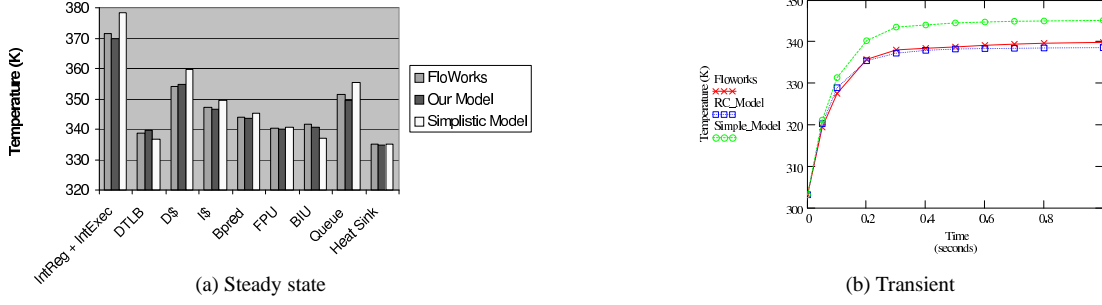 380
370
360
350
340
330
320
Temperature (K)
IntReg + IntExec
DTLB
D$
I$
Bpred
FPU
BIU
Queue
Heat Sink
FloWorks
Our Model
Simplistic Model
(a) Steady state
350
340
330
320
310
300
Temperature (K)
Floworks
RC_Model
Simple_Model
0
0.2
0.4
0.6
0.8
Time
(seconds)
(b) Transient